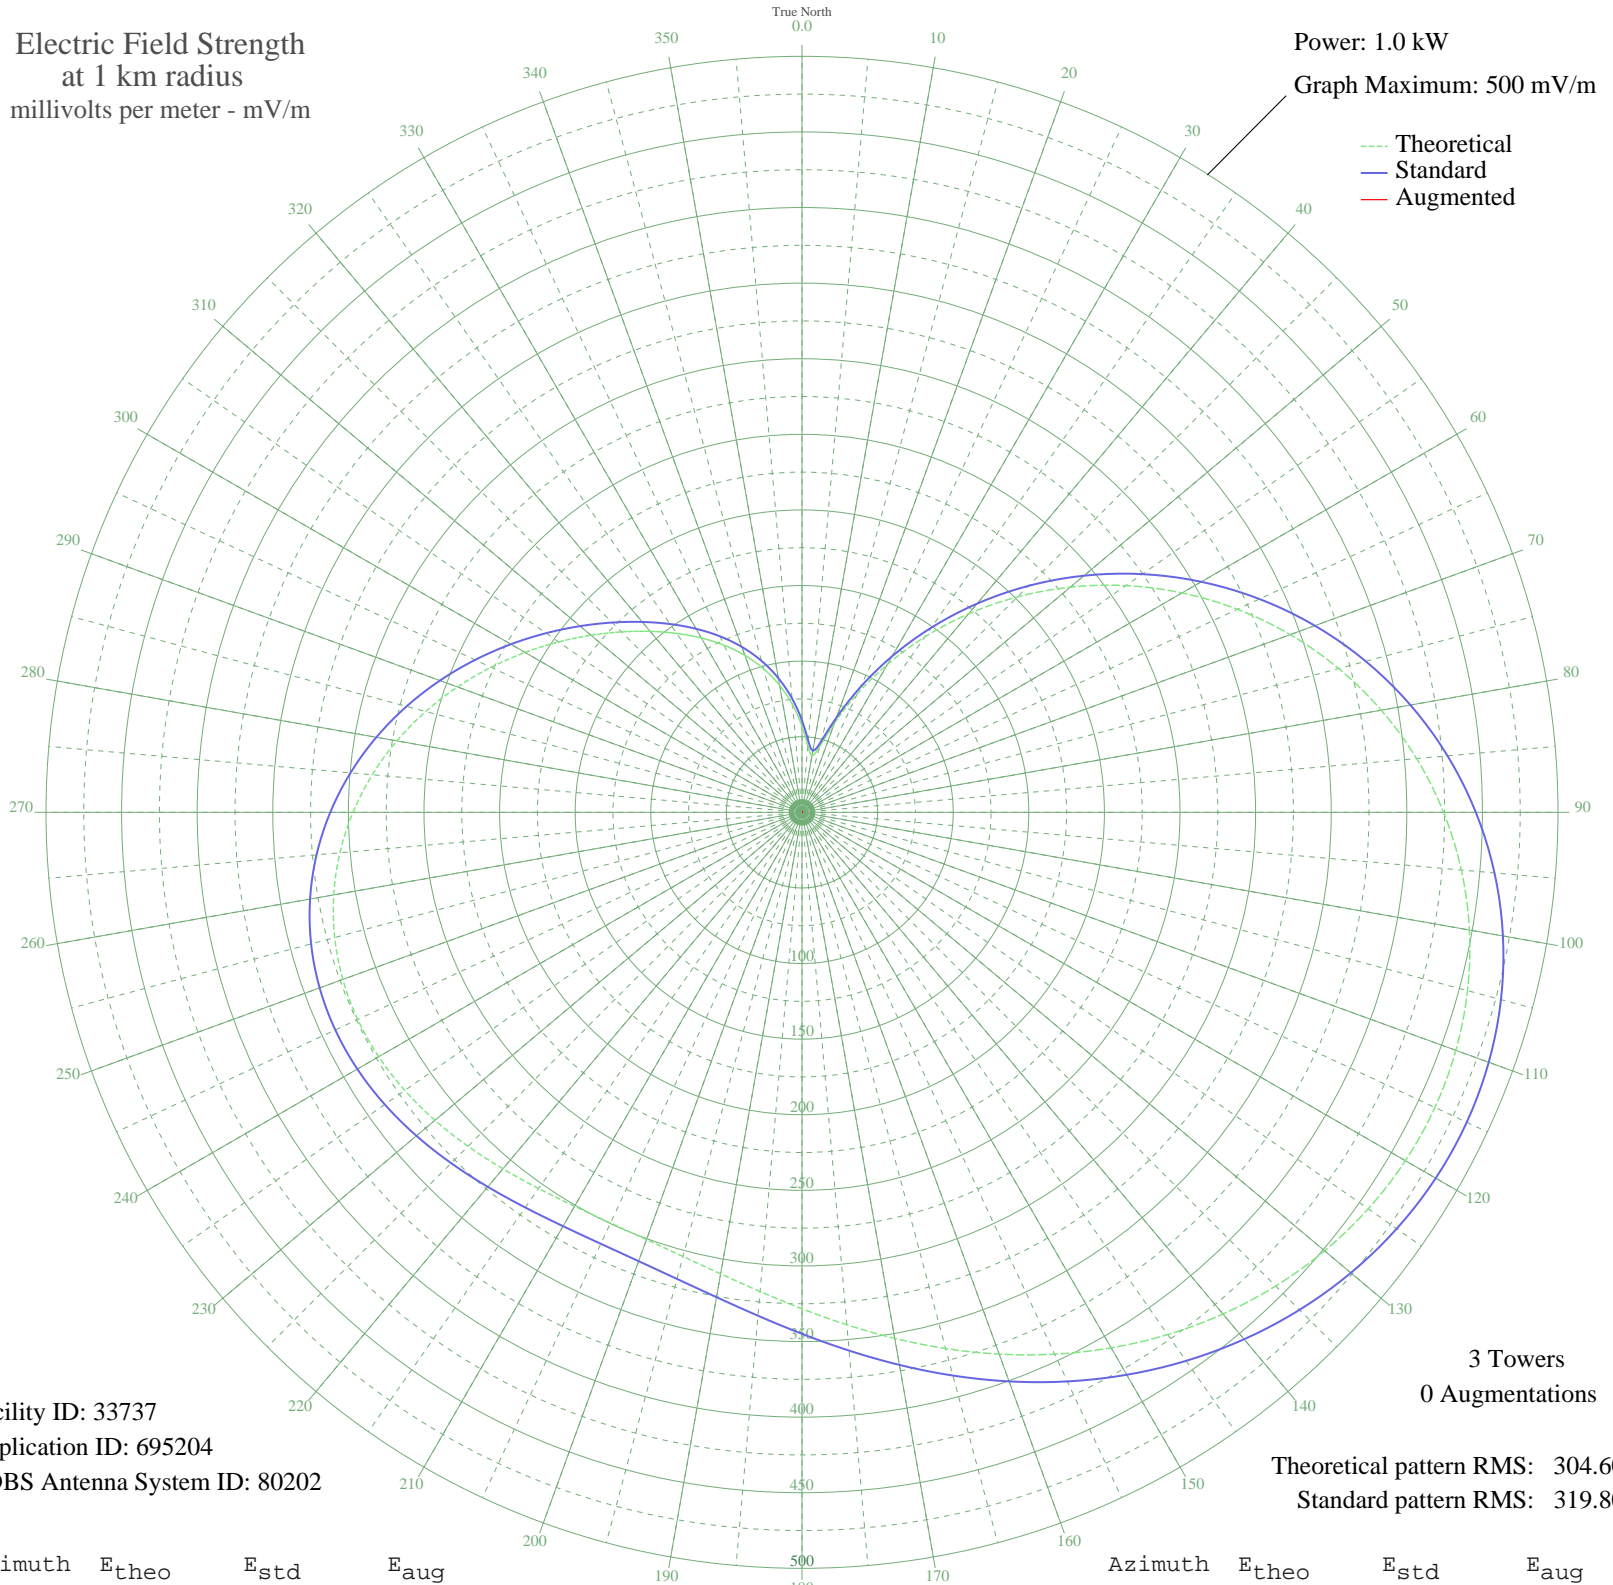 True North
0.0
Electric Field Strength
at 1 km radius
millivolts per meter - mV/m
Power: 1.0 kW
Graph Maximum: 500 mV/m
Theoretical
Standard
Augmented
10
20
30
40
50
60
70
80
90
100
110
120
130
140
150
160
170
190
200
210
220
230
240
250
260
270
280
290
300
310
320
330
340
350
100
150
200
250
300
350
400
450
500
3 Towers
0 Augmentations
cility ID: 33737
plication ID: 695204
DBS Antenna System ID: 80202
Theoretical pattern RMS: 304.60
Standard pattern RMS: 319.80
imuth Etheo Estd Eaug
Azimuth Etheo Estd Eaug